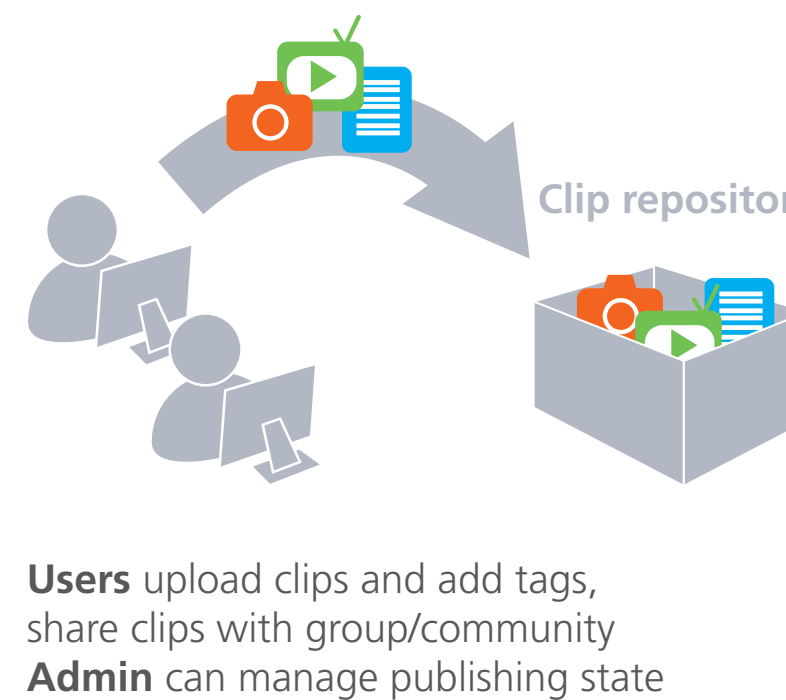 Clip repositor
Users upload clips and add tags,
share clips with group/community
Admin can manage publishing state